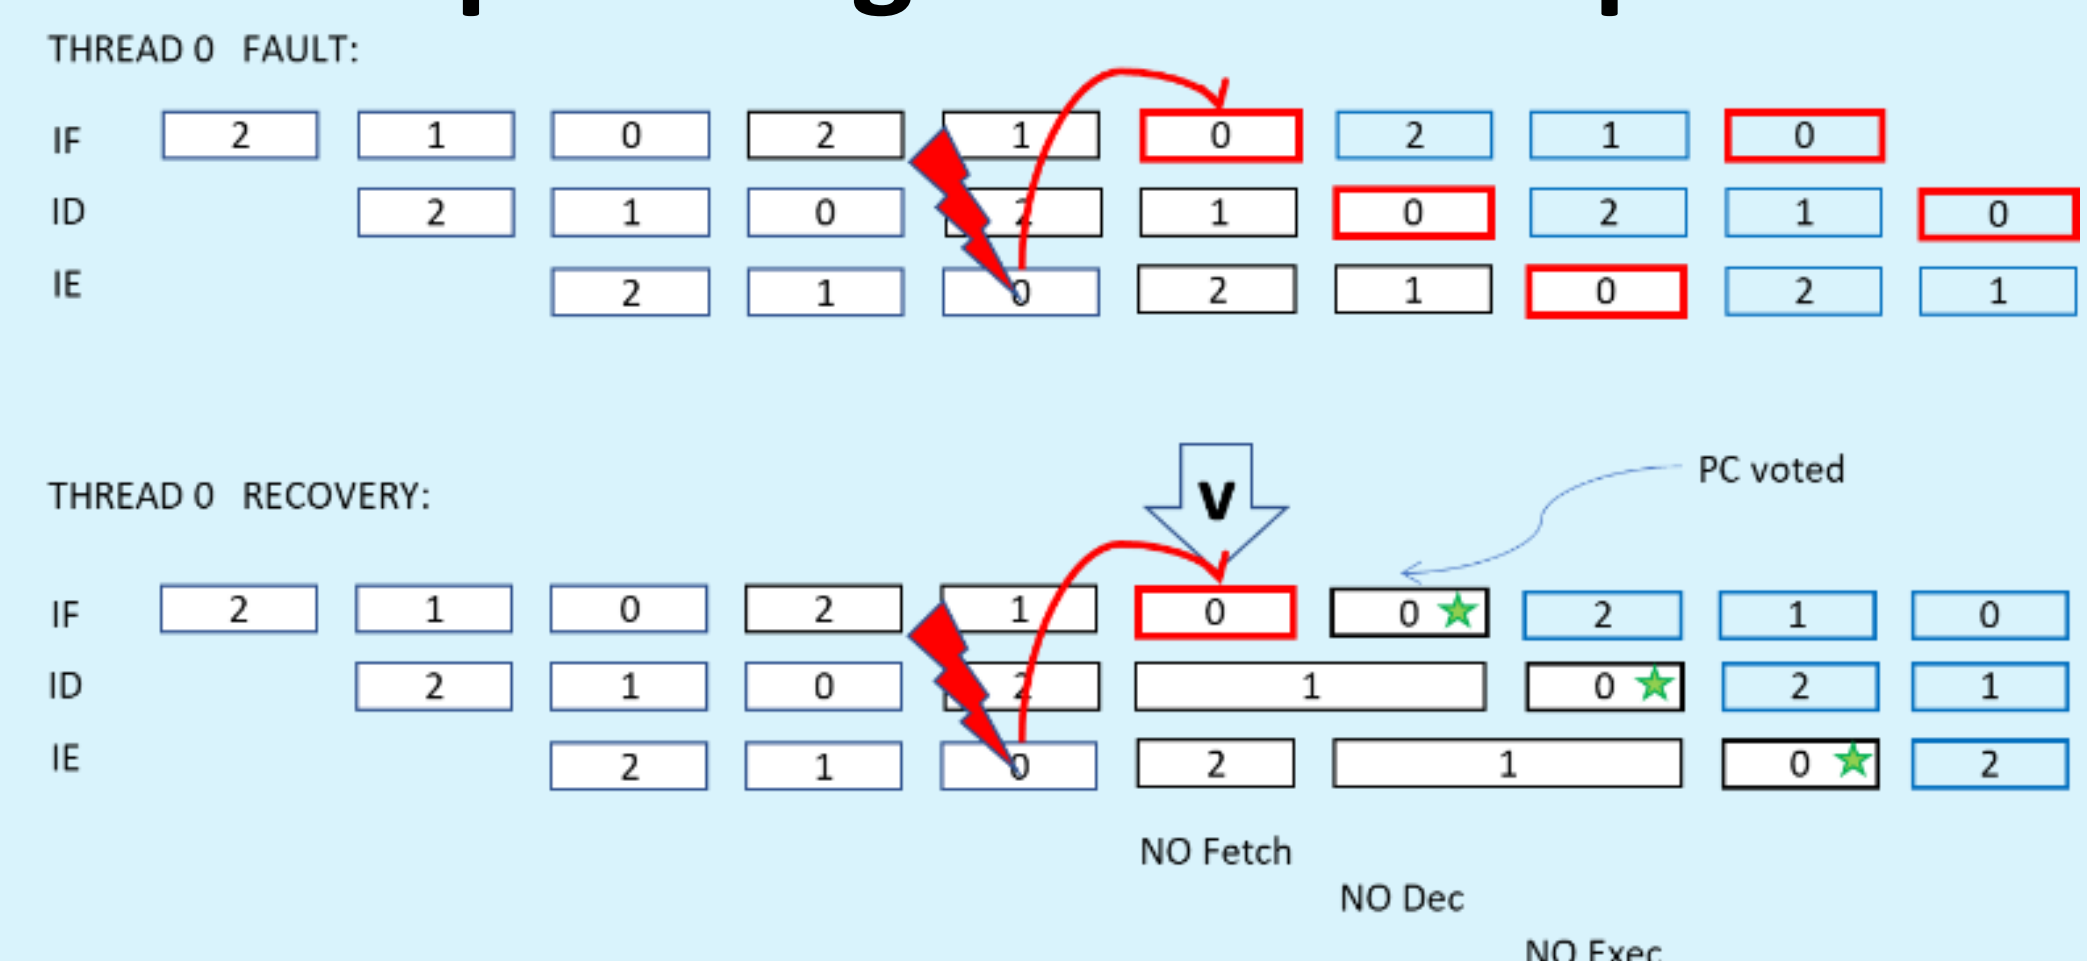 THREAD 0 FAULT:
IF 2 1 0 2 1 0 2 1 0
ID 2 1 0 2 1 0 2 1 0
IE 2 1 0 2 1 0 2 1
PC voted
V
THREAD 0 RECOVERY:
IF 2 1 0 2 1 0 0 2 1 0
ID 2 1 0 2 1 0 2 1
IE 2 1 0 2 1 0 2
NO Fetch
NO Dec
NO Exec